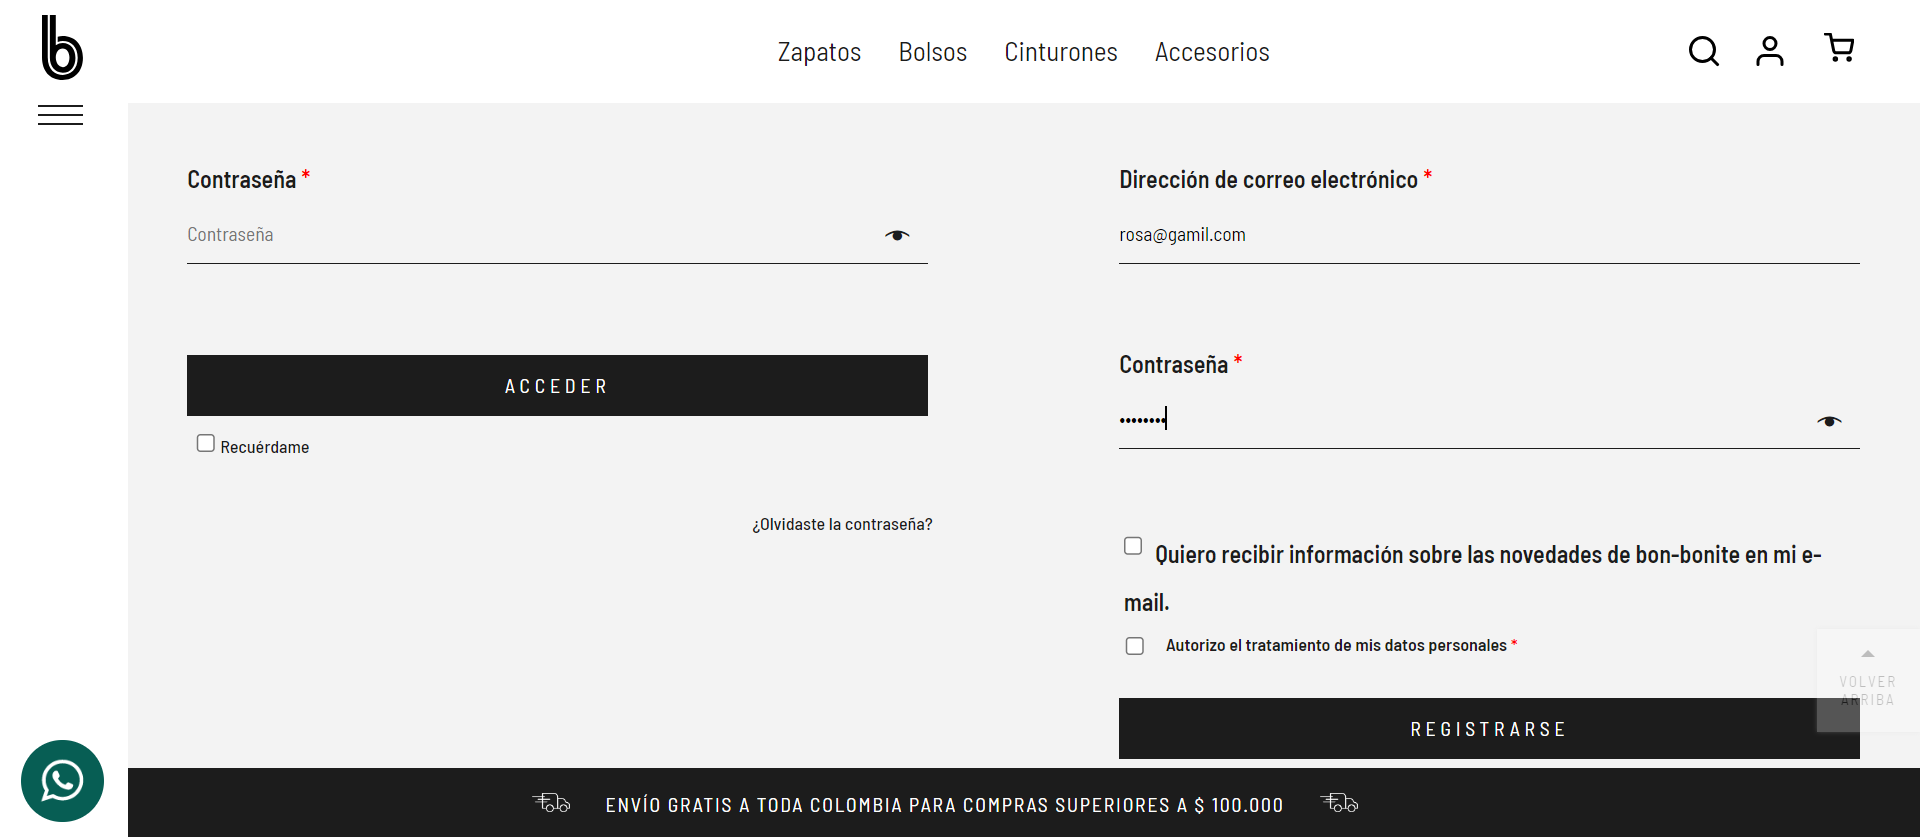 b
Zapatos Bolsos Cinturones Accesorios
Contraseña *
Contraseña
ACCEDER
Recuérdame
¿Olvidaste la contraseña?
Dirección de correo electrónico *
rosa@gamil.com
Contraseña *
••••••••
Quiero recibir información sobre las novedades de bon-bonite en mi e-
mail.
Autorizo el tratamiento de mis datos personales *
VOLVER
ARRIBA
REGISTRARSE
ENVÍO GRATIS A TODA COLOMBIA PARA COMPRAS SUPERIORES A $ 100.000